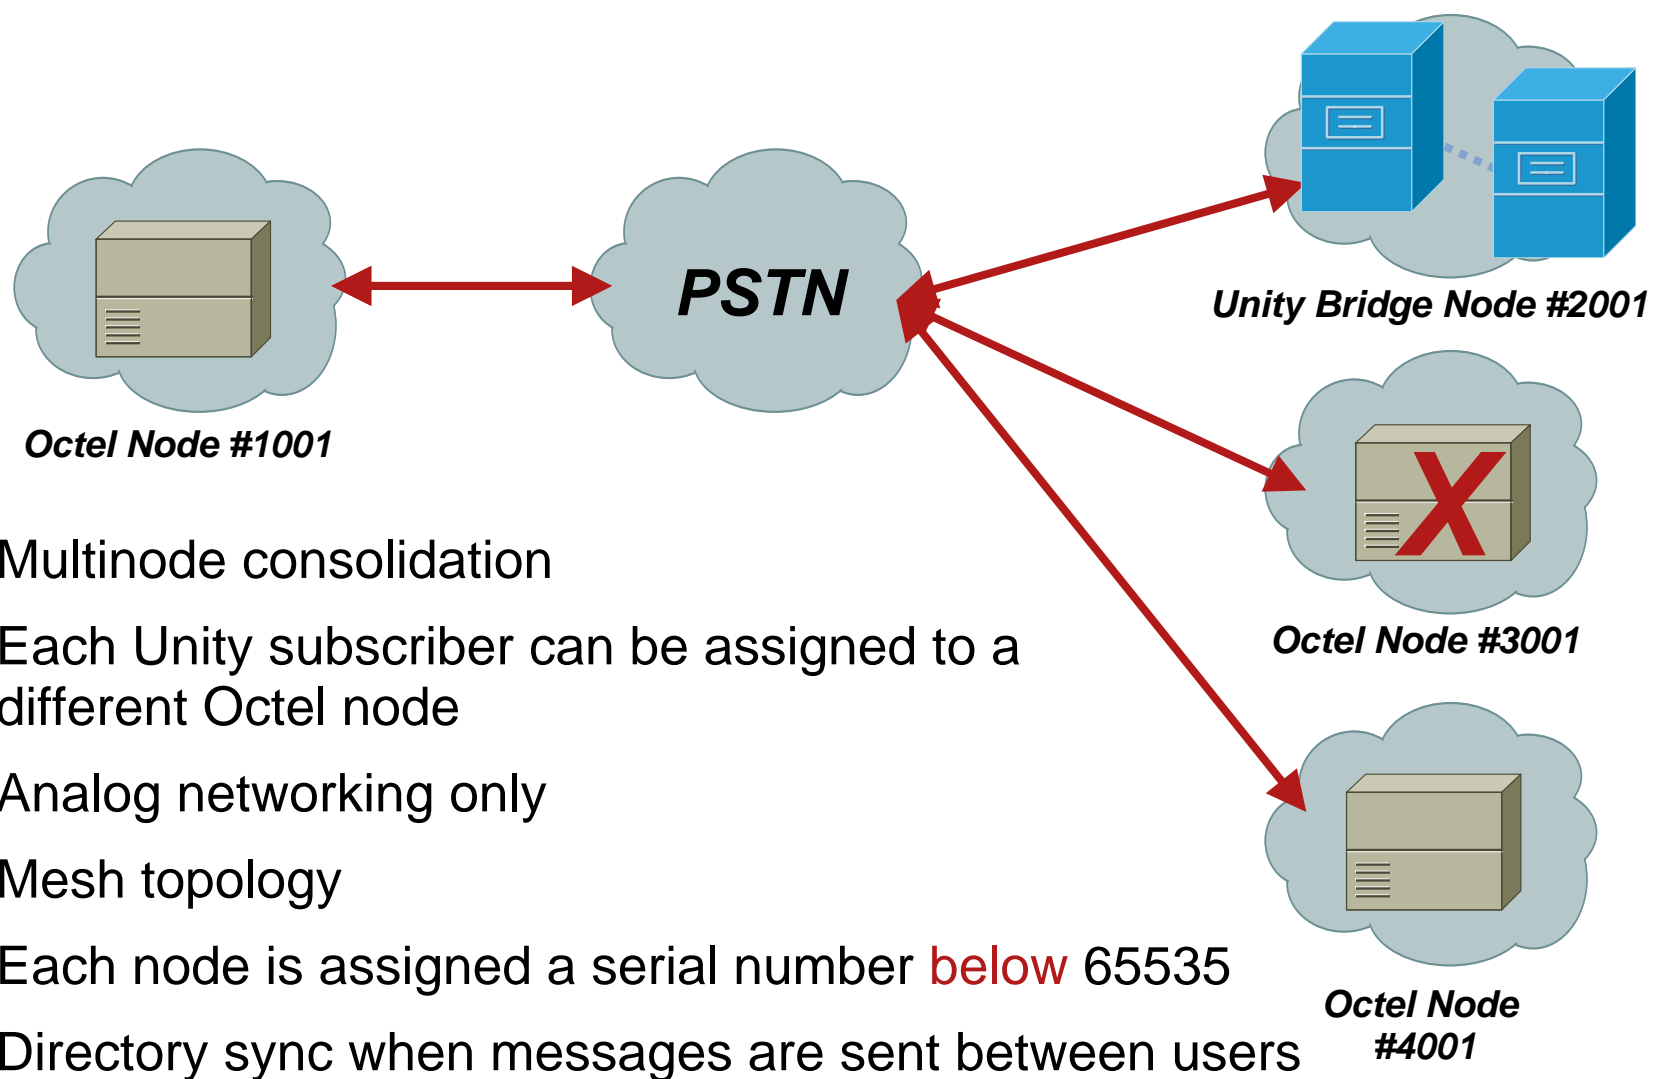 PSTN
Unity Bridge Node #2001
Octel Node #1001
X
Octel Node #3001
Multinode consolidation
Each Unity subscriber can be assigned to a
different Octel node
Analog networking only
Mesh topology
Each node is assigned a serial number below 65535
Directory sync when messages are sent between users
Octel Node
#4001